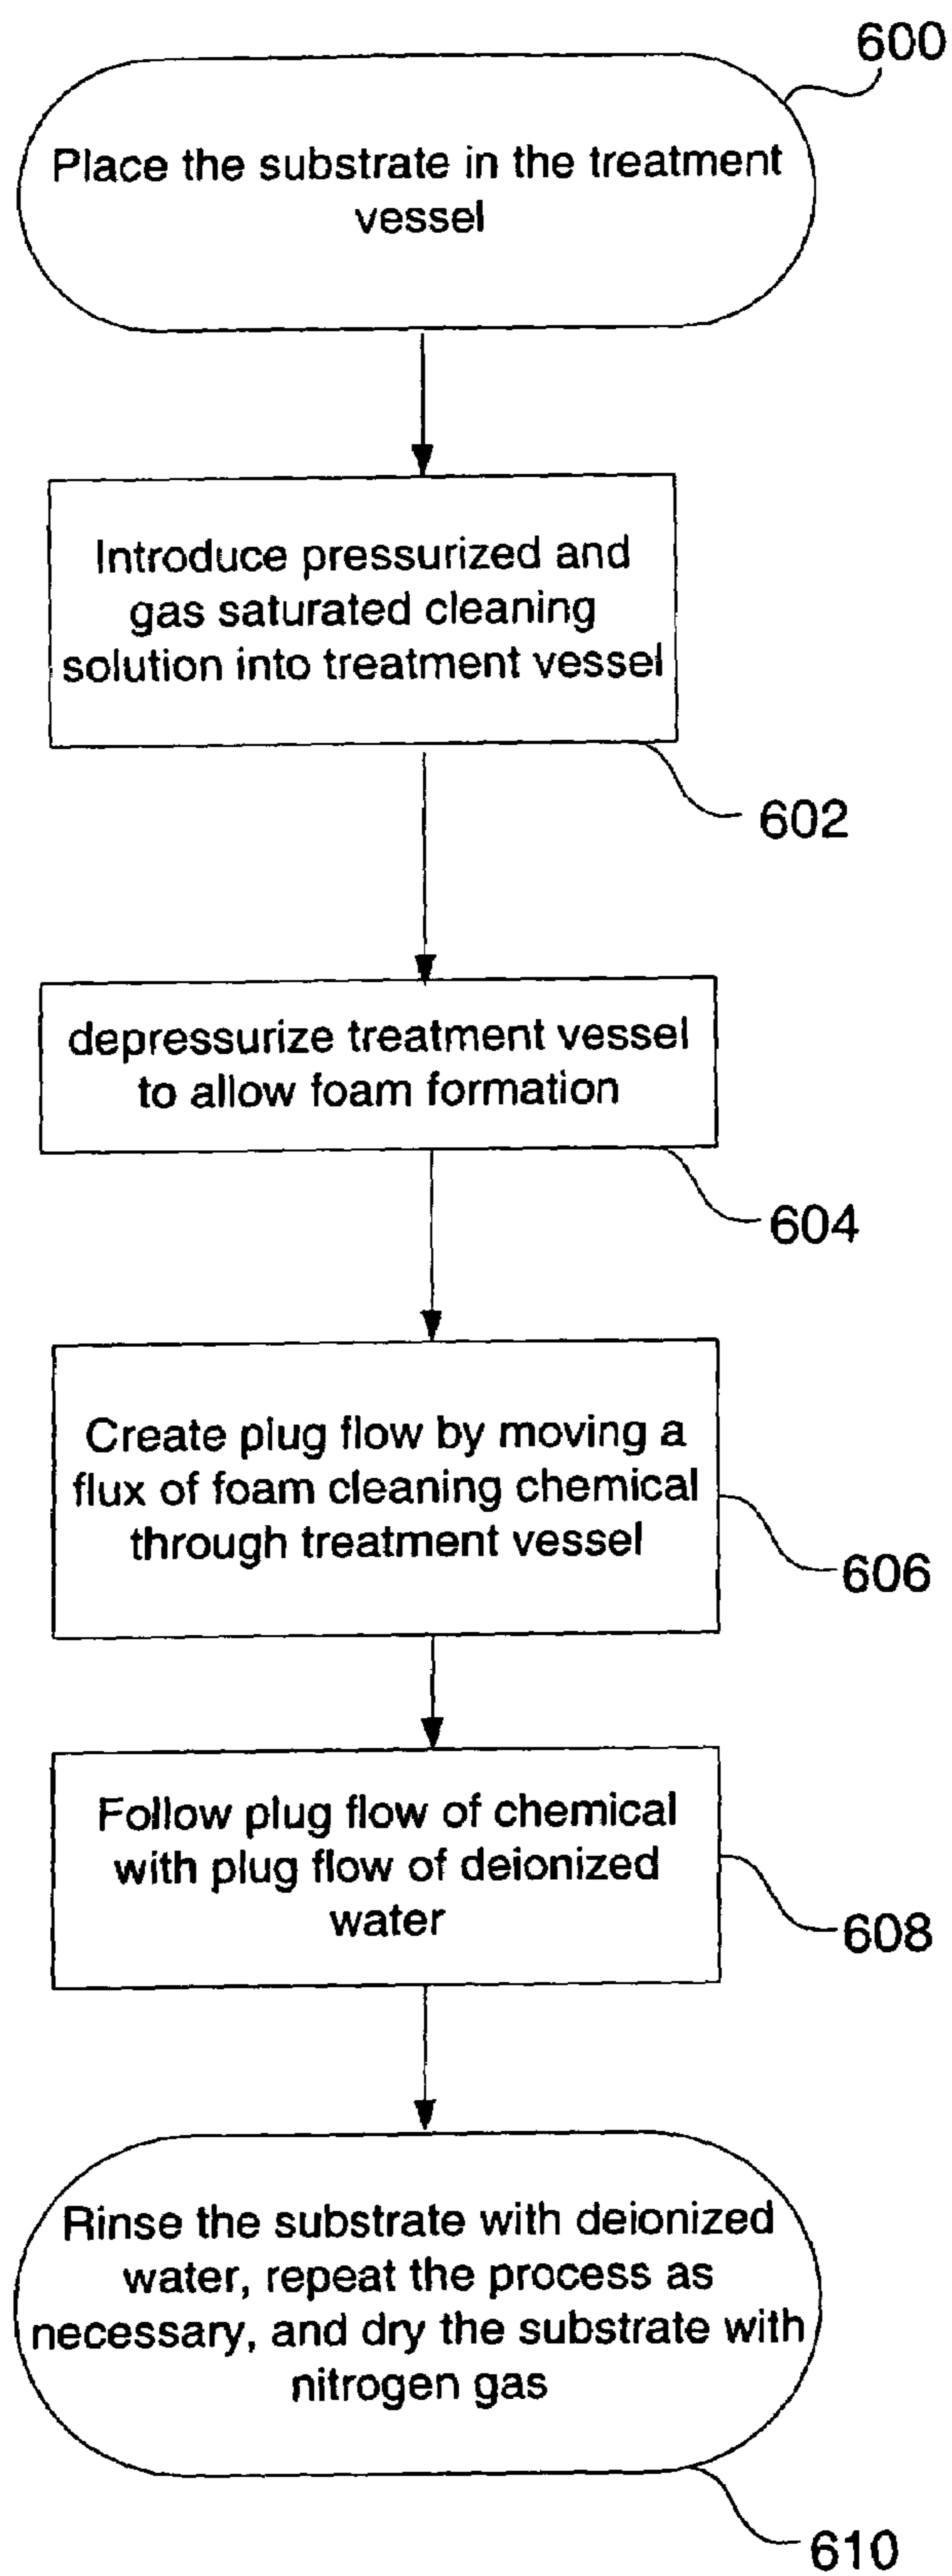 600
Place the substrate in the treatment
vessel
Introduce pressurized and
gas saturated cleaning
solution into treatment vessel
602
depressurize treatment vessel
to allow foam formation
604
Create plug flow by moving a
flux of foam cleaning chemical
through treatment vessel
606
Follow plug flow of chemical
with plug flow of deionized
water
608
Rinse the substrate with deionized
water, repeat the process as
necessary, and dry the substrate with
nitrogen gas
610